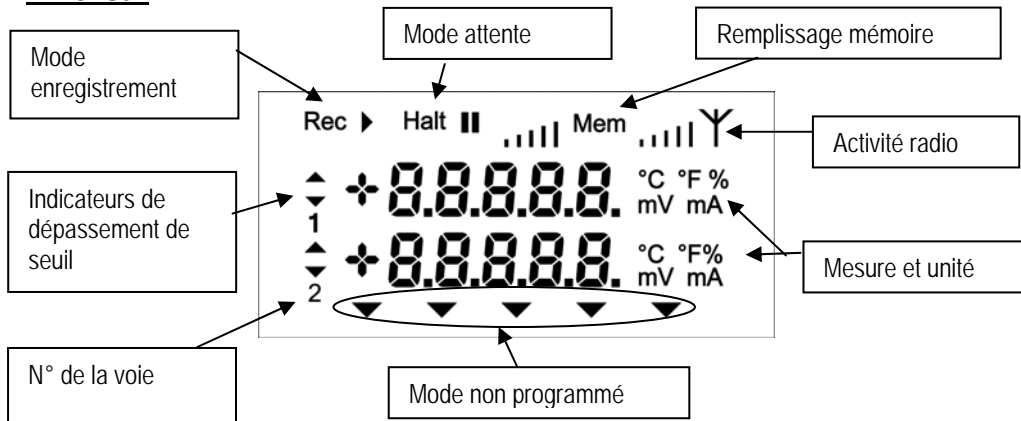 Mode attente
Remplissage mémoire
Mode
enregistrement
Rec Halt Mem
Activité radio
Indicateurs de
dépassement de
seuil
1 8.8.8.8.8. °C °F %
mV mA
2 8.8.8.8.8. °C °F%
mV mA
Mesure et unité
N° de la voie
Mode non programmé